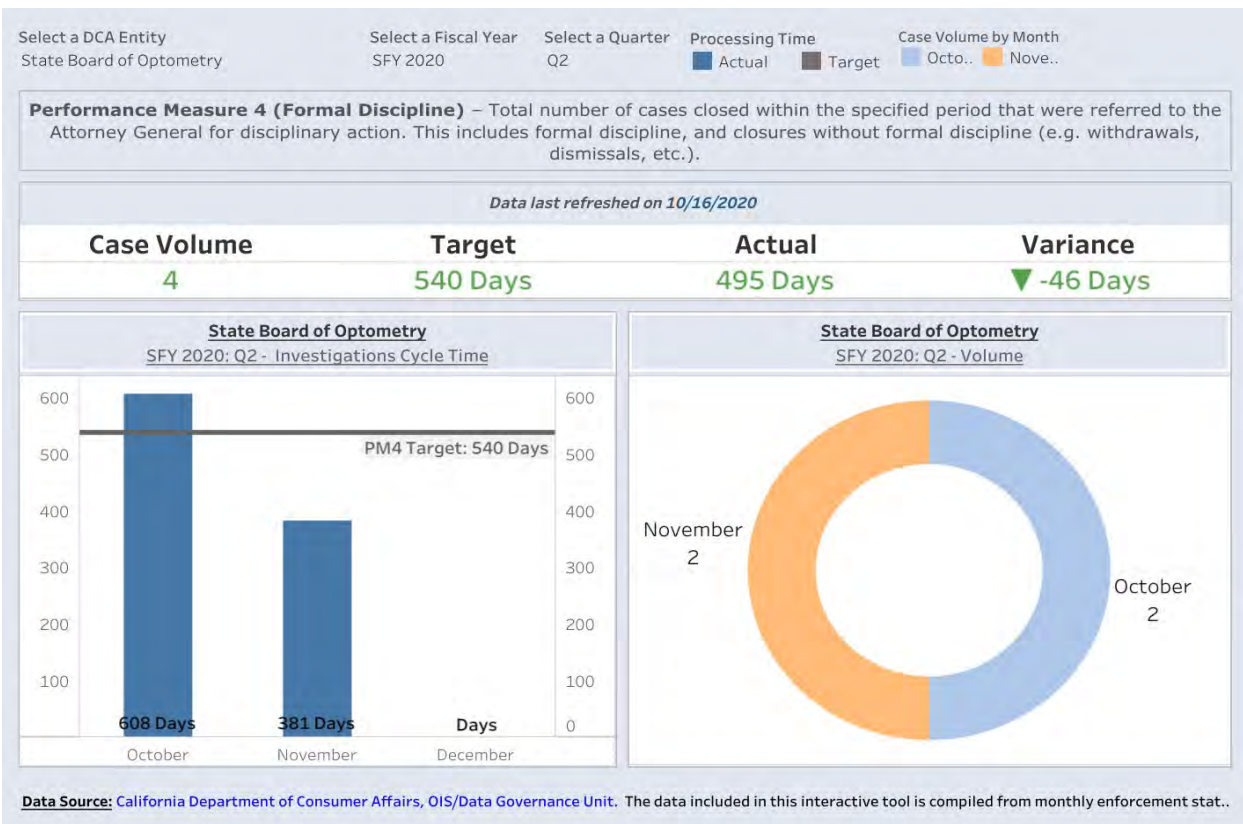 Select a DCA Entity Select a Fiscal Year Select a Quarter Processing Time Case Volume by Month
State Board of Optometry SFY 2020 Q2 Actual Target Octo.. Nove..
Performance Measure 4 (Formal Discipline) – Total number of cases closed within the specified period that were referred to the
Attorney General for disciplinary action. This includes formal discipline, and closures without formal discipline (e.g. withdrawals,
dismissals, etc.).
Data last refreshed on 10/16/2020
Case Volume Target Actual Variance
4 540 Days 495 Days ▼ -46 Days
State Board of Optometry
SFY 2020: Q2 - Investigations Cycle Time
600 600
PM4 Target: 540 Days
500 500
400 400
300 300
200 200
100 100
608 Days 381 Days Days 0
October November December
State Board of Optometry
SFY 2020: Q2 - Volume
November
2
October
2
Data Source: California Department of Consumer Affairs, OIS/Data Governance Unit. The data included in this interactive tool is compiled from monthly enforcement stat..